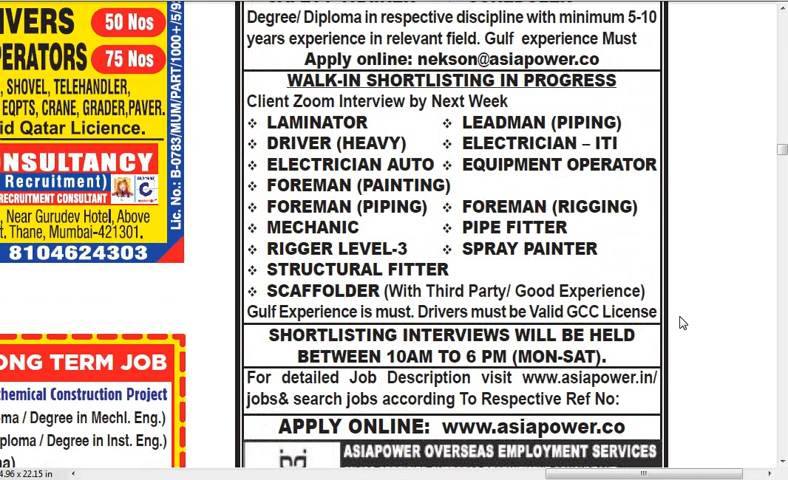 IVERS
50 Nos
PERATORS
75 Nos
, SHOVEL, TELEHANDLER,
EQPTS, CRANE, GRADER,PAVER.
id Qatar Licience.
NSULTANCY
Recruitment)
RECRUITMENT CONSULTANT
, Near Gurudev Hotel, Above
t. Thane, Mumbai-421301.
8104624303
Lic. No.: B-0783/MUM/PART/1000+/5/9
ONG TERM JOB
chemical Construction Project
oma / Degree in Mechl. Eng.)
ploma / Degree in Inst. Eng.)
na)
Degree/ Diploma in respective discipline with minimum 5-10
years experience in relevant field. Gulf experience Must
Apply online: nekson@asiapower.co
WALK-IN SHORTLISTING IN PROGRESS
Client Zoom Interview by Next Week
❖ LAMINATOR ❖ LEADMAN (PIPING)
❖ DRIVER (HEAVY) ❖ ELECTRICIAN – ITI
❖ ELECTRICIAN AUTO ❖ EQUIPMENT OPERATOR
❖ FOREMAN (PAINTING)
❖ FOREMAN (PIPING) ❖ FOREMAN (RIGGING)
❖ MECHANIC ❖ PIPE FITTER
❖ RIGGER LEVEL-3 ❖ SPRAY PAINTER
❖ STRUCTURAL FITTER
❖ SCAFFOLDER (With Third Party/ Good Experience)
Gulf Experience is must. Drivers must be Valid GCC License
SHORTLISTING INTERVIEWS WILL BE HELD
BETWEEN 10AM TO 6 PM (MON-SAT).
For detailed Job Description visit www.asiapower.in/
jobs& search jobs according To Respective Ref No:
APPLY ONLINE: www.asiapower.co
ASIAPOWER OVERSEAS EMPLOYMENT SERVICES
4.96 x 22.15 in